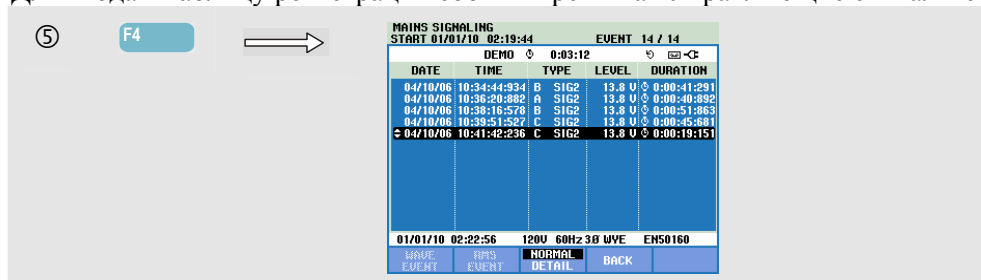 ⑤ F4
MAINS SIGNALING
START 01/01/10 02:19:44 EVENT 14 / 14
DEMO 0:03:12
DATE TIME TYPE LEVEL DURATION
04/10/06 10:34:44:934 B SIG2 13.8 V 0:00:41:291
04/10/06 10:36:20:882 A SIG2 13.8 V 0:00:40:892
04/10/06 10:38:16:578 B SIG2 13.8 V 0:00:51:863
04/10/06 10:39:51:527 C SIG2 13.8 V 0:00:45:681
04/10/06 10:41:42:236 C SIG2 13.8 V 0:00:19:151
01/01/10 02:22:56 120V 60Hz 3Ø WYE EN50160
WAVE EVENT RMS EVENT NORMAL DETAIL BACK